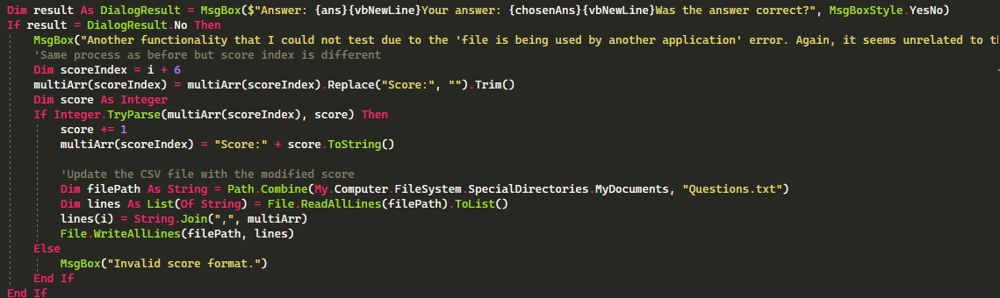 Dim result As DialogResult = MsgBox($"Answer: {ans}{vbNewLine}Your answer: {chosenAns}{vbNewLine}Was the answer correct?", MsgBoxStyle.YesNo)
If result = DialogResult.No Then
MsgBox("Another functionality that I could not test due to the 'file is being used by another application' error. Again, it seems unrelated to
'Same process as before but score index is different
Dim scoreIndex = i + 6
multiArr(scoreIndex) = multiArr(scoreIndex).Replace("Score:", "").Trim()
Dim score As Integer
If Integer.TryParse(multiArr(scoreIndex), score) Then
score += 1
multiArr(scoreIndex) = "Score:" + score.ToString()
'Update the CSV file with the modified score
Dim filePath As String = Path.Combine(My.Computer.FileSystem.SpecialDirectories.MyDocuments, "Questions.txt")
Dim lines As List(Of String) = File.ReadAllLines(filePath).ToList()
lines(i) = String.Join(",", multiArr)
File.WriteAllLines(filePath, lines)
Else
MsgBox("Invalid score format.")
End If
End If